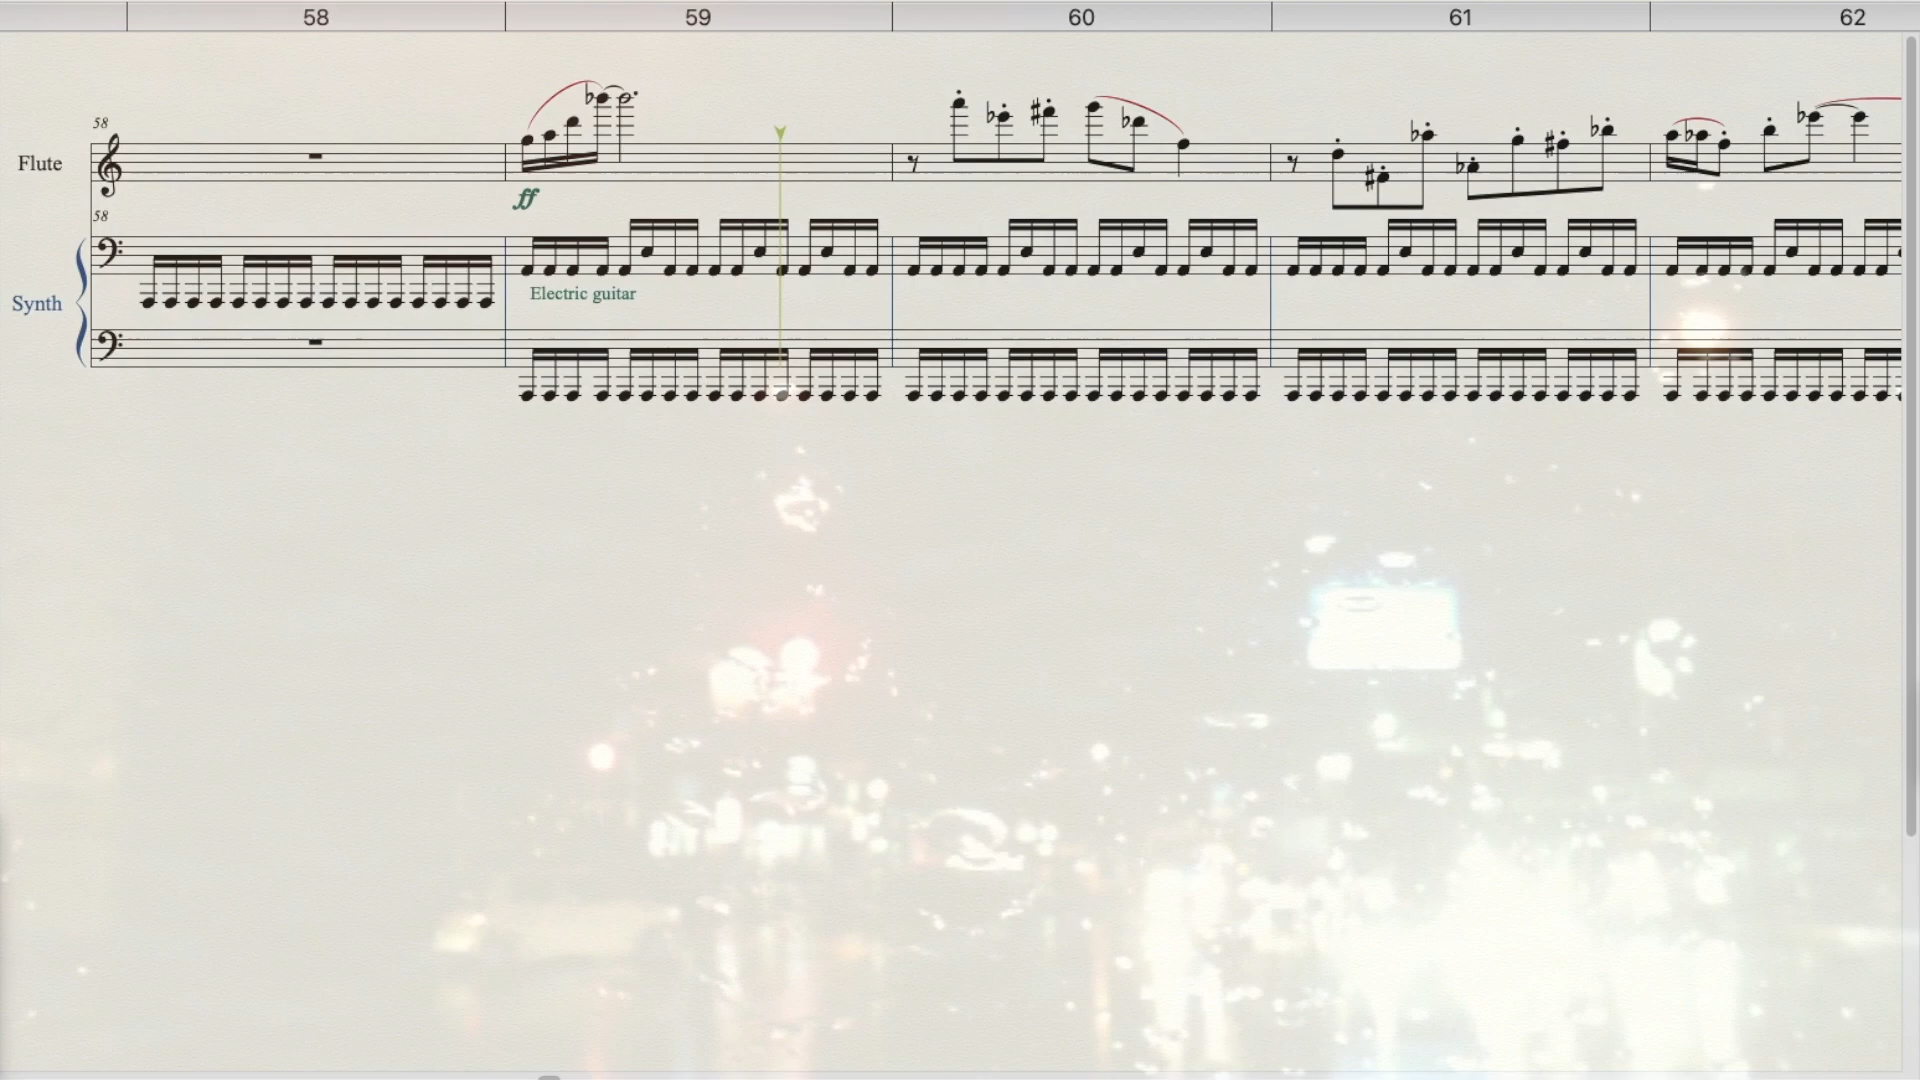 58 59 60 61 62
58
Flute
ff
58
Electric guitar
Synth